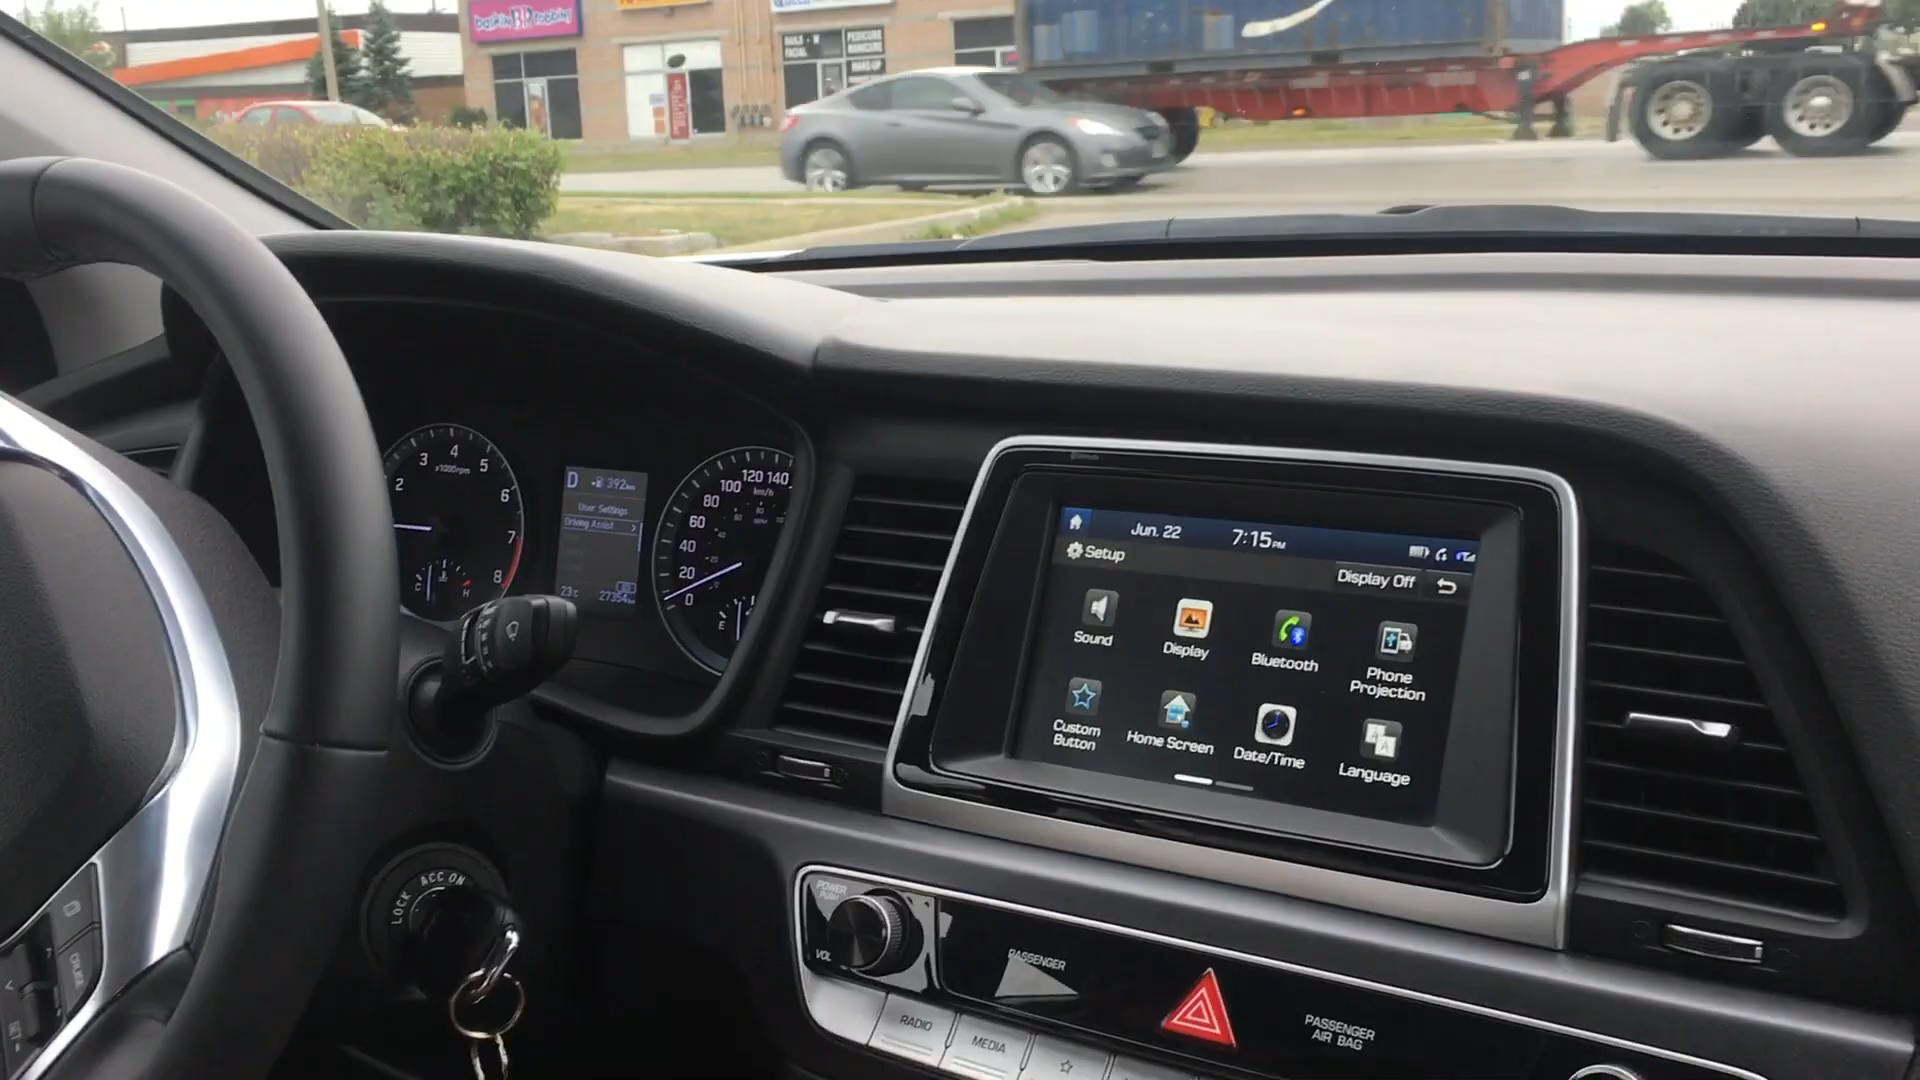 baskin BR robbins
NAILS · W
FACIAL
PEDICURE
MANICURE
MAKE-UP
3 4 5
x1000rpm
2
6
7
8
C
H
D
392km
User Settings
Driving Assist >
23°C
27354km
120 140
100
km/h
80
60
40
20
0
E
Jun. 22
7:15PM
Setup
Display Off
Sound
Display
Bluetooth
Phone
Projection
Custom
Button
Home Screen
Date/Time
Language
LOCK ACC ON
CRUISE
SET
POWER
PUSH
VOL
PASSENGER
RADIO
MEDIA
PASSENGER
AIR BAG